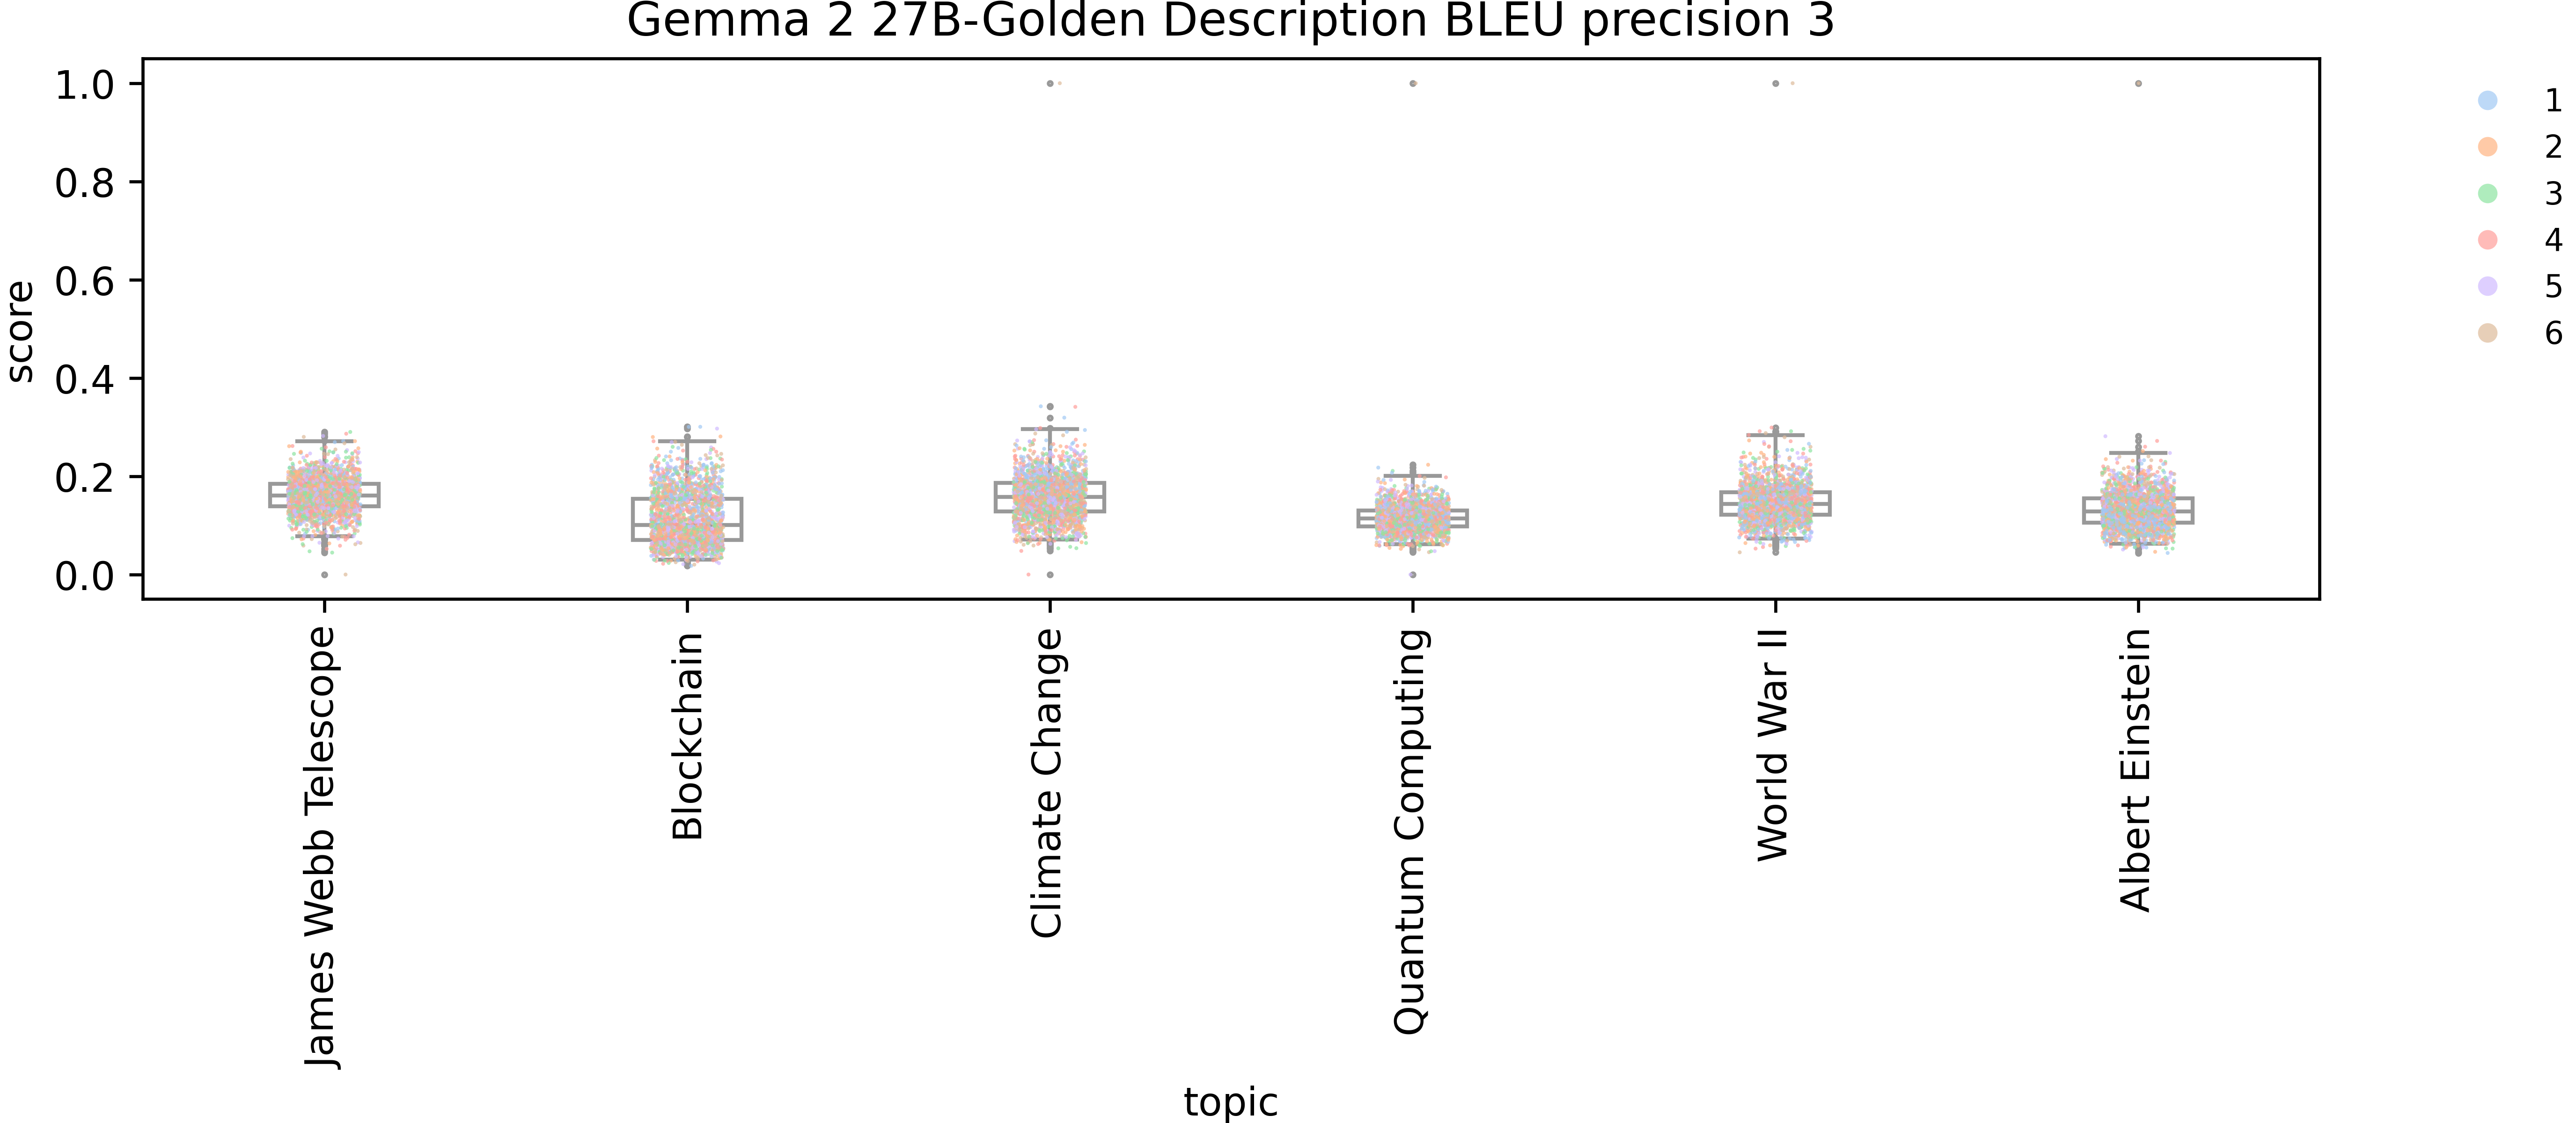 Gemma 2 27B-Golden Description BLEU precision 3
score
1.0
0.8
0.6
0.4
0.2
0.0
1
2
3
4
5
6
James Webb Telescope
Blockchain
Climate Change
Quantum Computing
World War II
Albert Einstein
topic